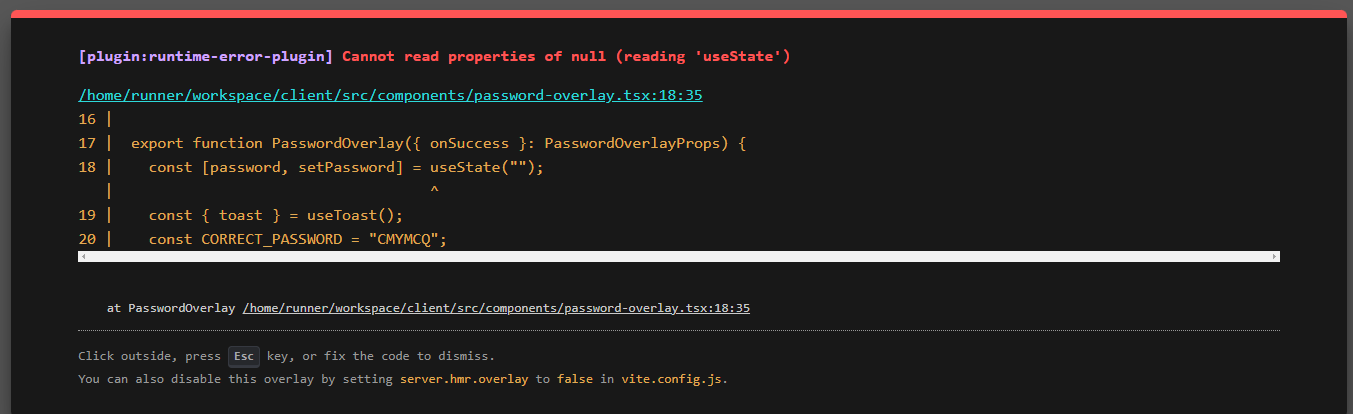 [plugin:runtime-error-plugin] Cannot read properties of null (reading 'useState')
/home/runner/workspace/client/src/components/password-overlay.tsx:18:35
16 |
17 |  export function PasswordOverlay({ onSuccess }: PasswordOverlayProps) {
18 |    const [password, setPassword] = useState("");
   |                                    ^
19 |    const { toast } = useToast();
20 |    const CORRECT_PASSWORD = "CMYMCQ";
at PasswordOverlay /home/runner/workspace/client/src/components/password-overlay.tsx:18:35
Click outside, press Esc key, or fix the code to dismiss.
You can also disable this overlay by setting server.hmr.overlay to false in vite.config.js.